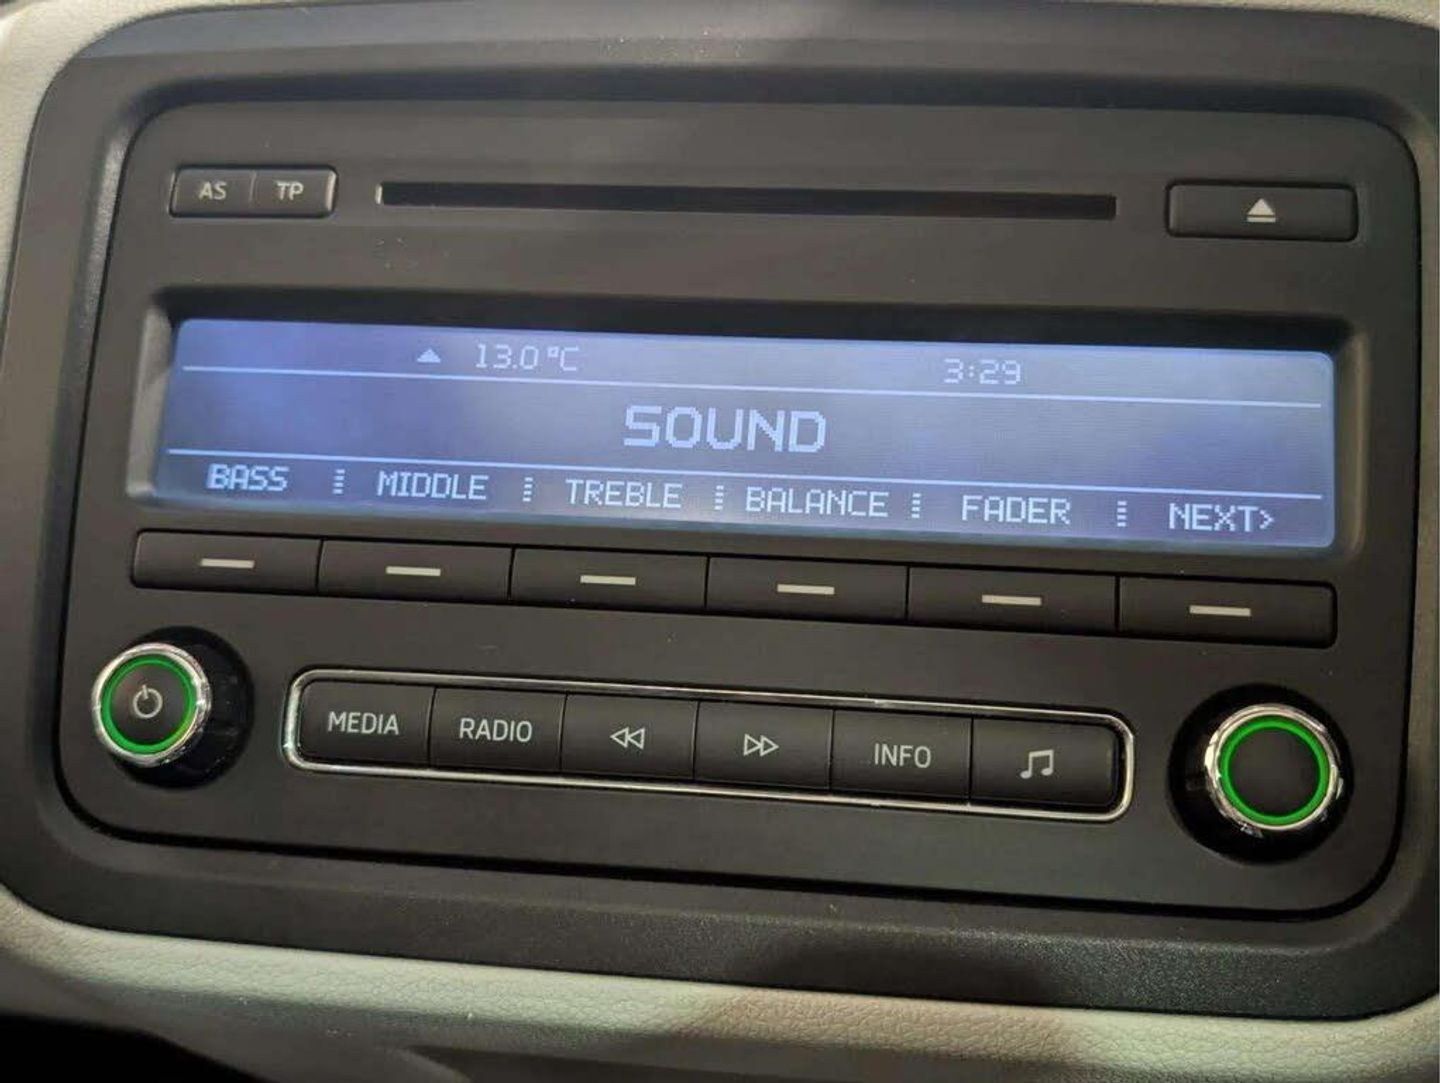 AS TP
13.0°C 3:29
SOUND
BASS MIDDLE TREBLE BALANCE FADER NEXT>
MEDIA RADIO INFO